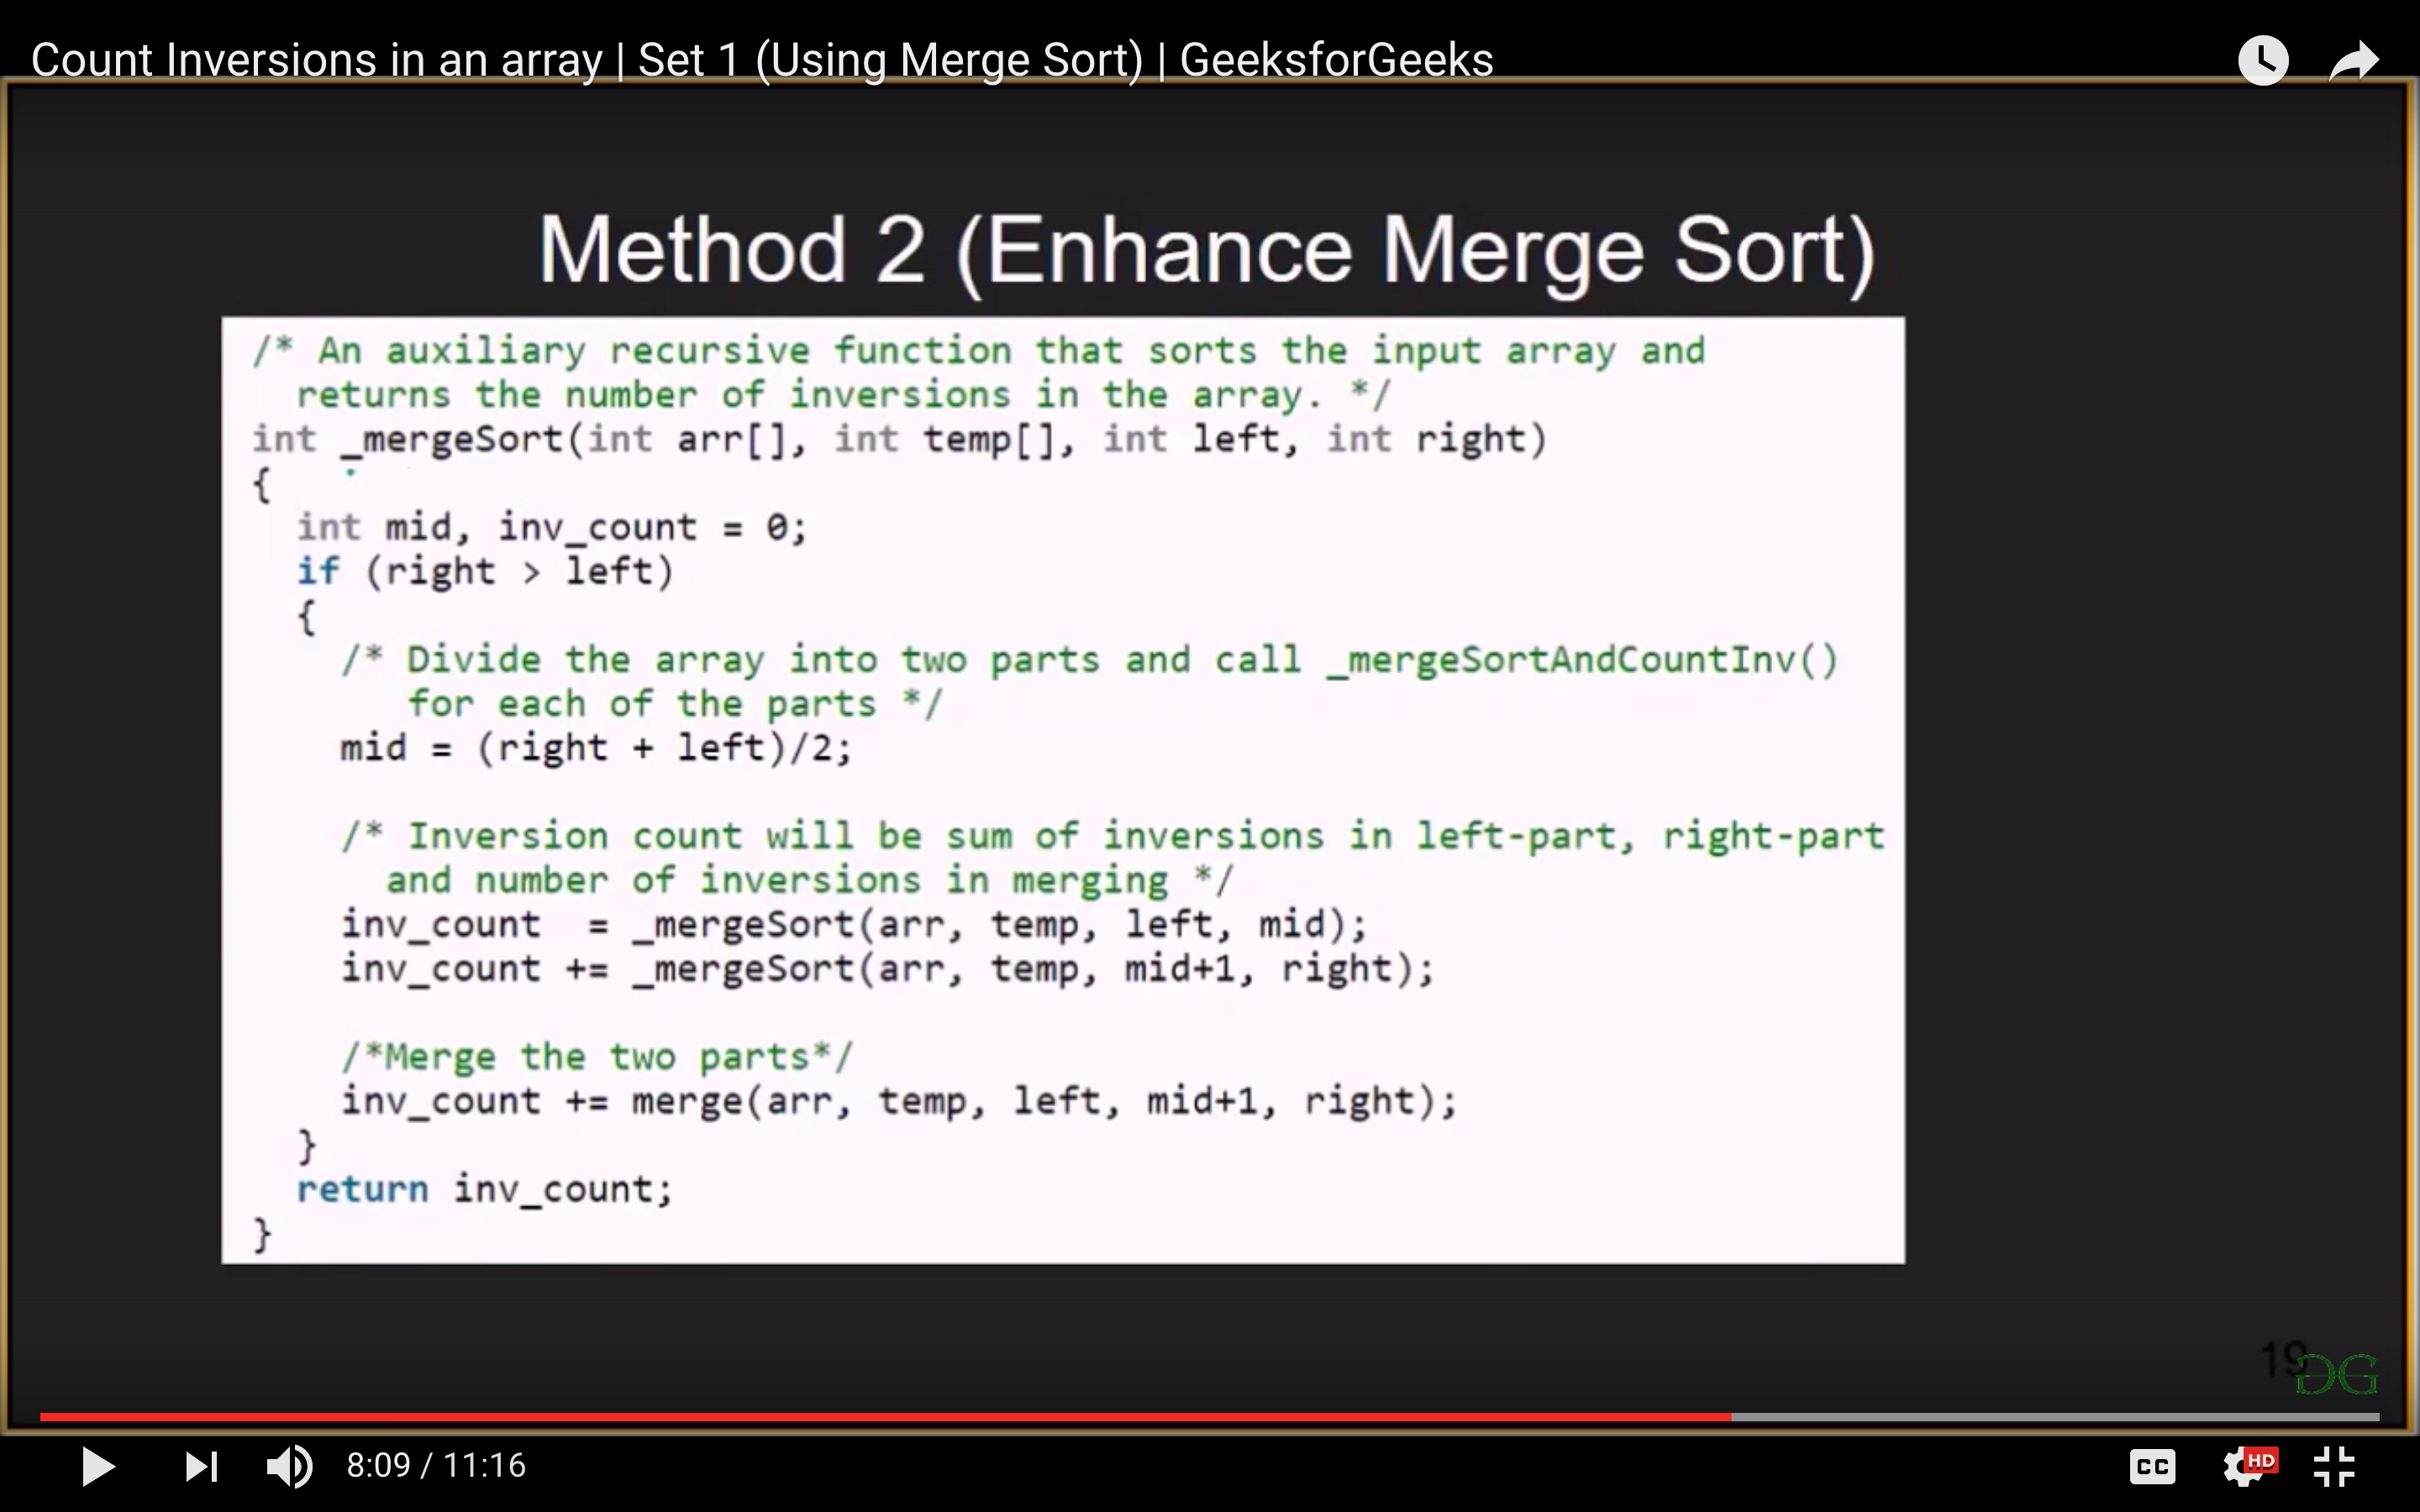 Count Inversions in an array | Set 1 (Using Merge Sort) | GeeksforGeeks
Method 2 (Enhance Merge Sort)
/* An auxiliary recursive function that sorts the input array and
returns the number of inversions in the array. */
int _mergeSort(int arr[], int temp[], int left, int right)
{
int mid, inv_count = 0;
if (right > left)
{
/* Divide the array into two parts and call _mergeSortAndCountInv()
for each of the parts */
mid = (right + left)/2;
/* Inversion count will be sum of inversions in left-part, right-part
and number of inversions in merging */
inv_count  = _mergeSort(arr, temp, left, mid);
inv_count += _mergeSort(arr, temp, mid+1, right);
/*Merge the two parts*/
inv_count += merge(arr, temp, left, mid+1, right);
}
return inv_count;
}
19
GG
8:09 / 11:16
CC
HD